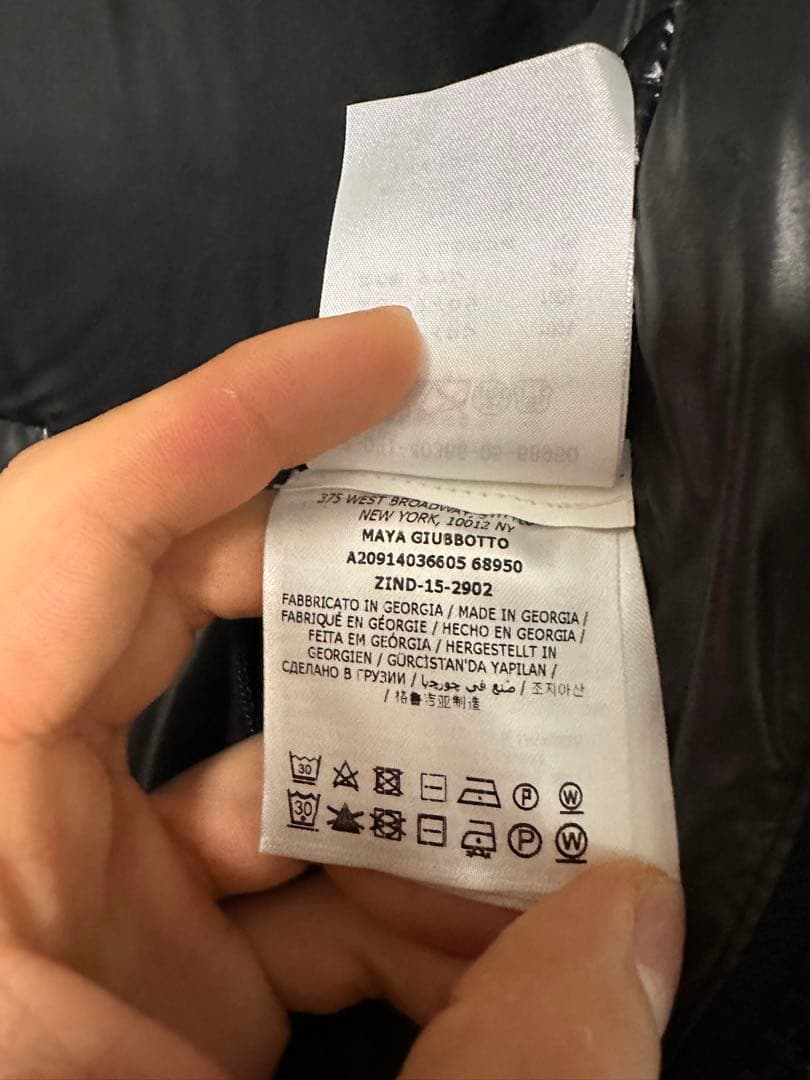 375 WEST BROADWAY,
NEW YORK, 10012 NY
MAYA GIUBBOTTO
A20914036605 68950
ZIND-15-2902
FABBRICATO IN GEORGIA / MADE IN GEORGIA /
FABRIQUÉ EN GÉORGIE / HECHO EN GEORGIA /
FEITA EM GEÓRGIA / HERGESTELLT IN
GEORGIEN / GÜRCİSTAN'DA YAPILAN /
СДЕЛАНО В ГРУЗИИ / صنع في جورجيا / 조지아산
/ 格鲁吉亚制造
30 P W
30 P W